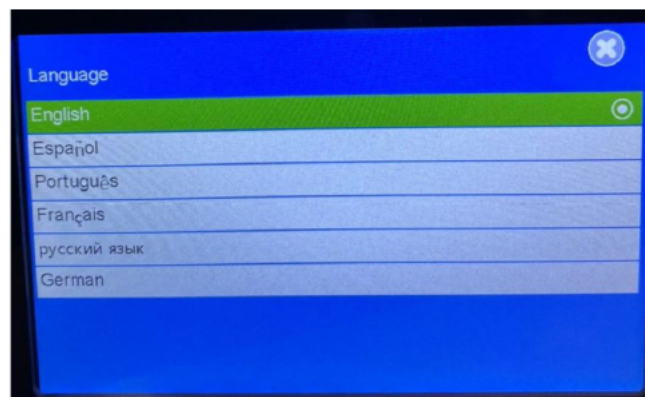 Language
English
Español
Português
Français
русский язык
German